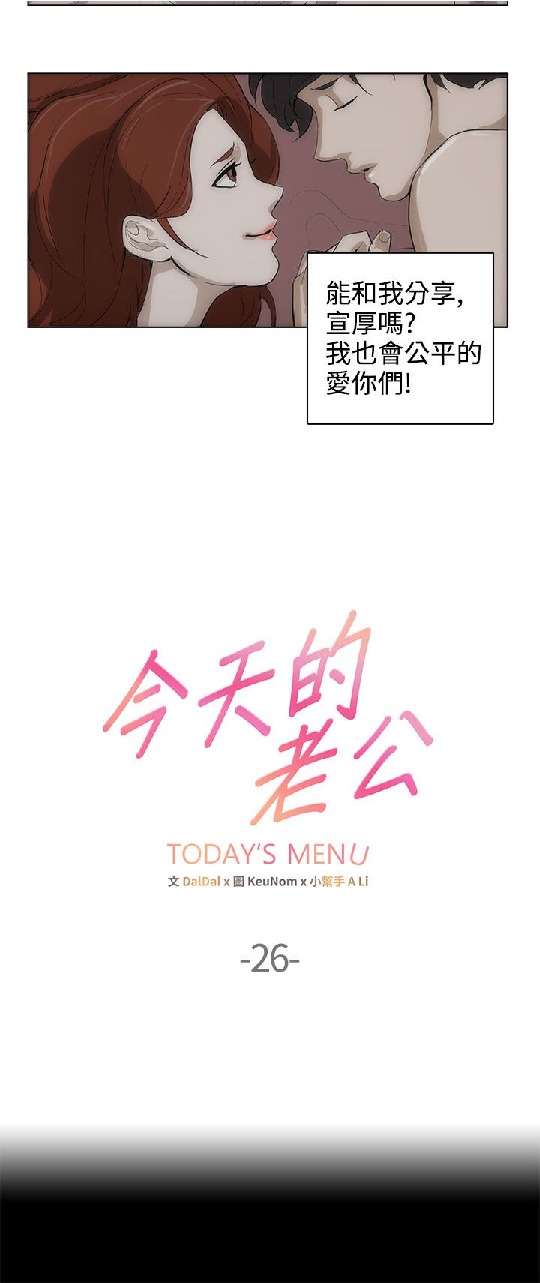 能和我分享,
宣厚嗎?
我也會公平的
愛你們!
今天的
老公
TODAY'S MENU
文 DalDal x 圖 KeuNom x 小幫手 A Li
-26-